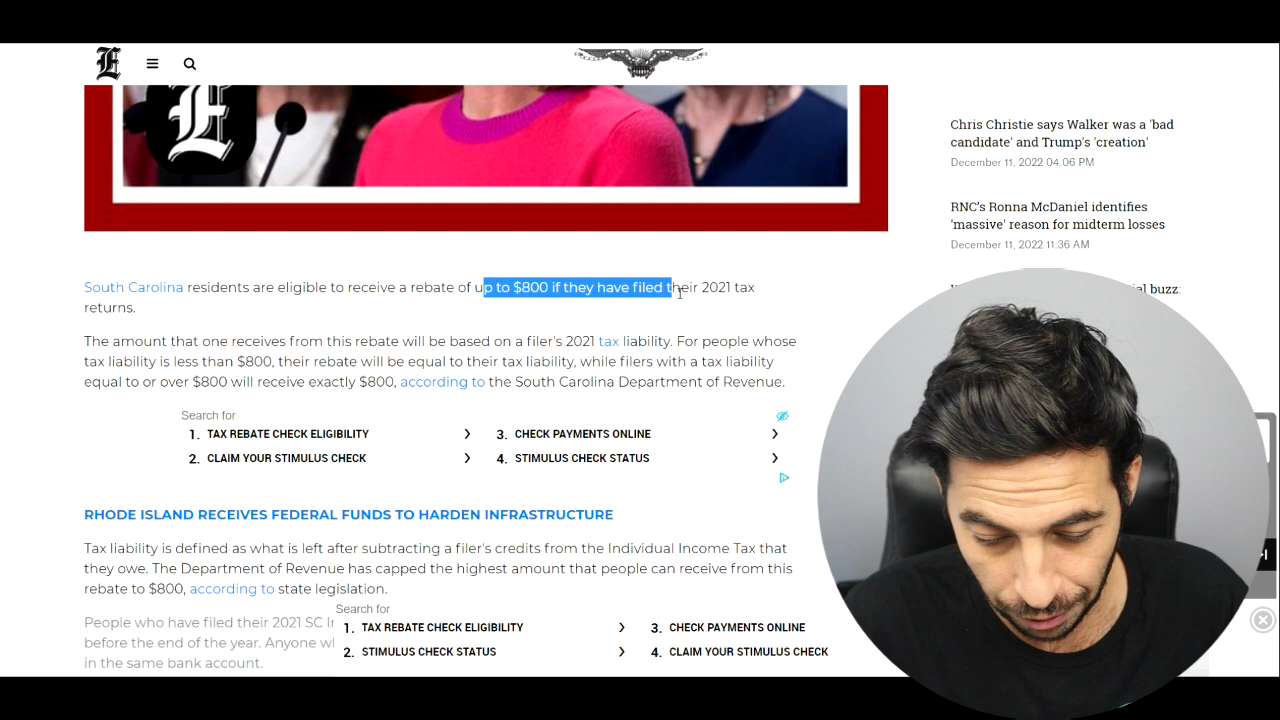 E
E
South Carolina residents are eligible to receive a rebate of up to $800 if they have filed their 2021 tax
returns.
The amount that one receives from this rebate will be based on a filer's 2021 tax liability. For people whose
tax liability is less than $800, their rebate will be equal to their tax liability, while filers with a tax liability
equal to or over $800 will receive exactly $800, according to the South Carolina Department of Revenue.
Search for
1. TAX REBATE CHECK ELIGIBILITY
2. CLAIM YOUR STIMULUS CHECK
3. CHECK PAYMENTS ONLINE
4. STIMULUS CHECK STATUS
RHODE ISLAND RECEIVES FEDERAL FUNDS TO HARDEN INFRASTRUCTURE
Tax liability is defined as what is left after subtracting a filer's credits from the Individual Income Tax that
they owe. The Department of Revenue has capped the highest amount that people can receive from this
rebate to $800, according to state legislation.
People who have filed their 2021 SC
before the end of the year. Anyone
in the same bank account.
Search for
1. TAX REBATE CHECK ELIGIBILITY
2. STIMULUS CHECK STATUS
3. CHECK PAYMENTS ONLINE
4. CLAIM YOUR STIMULUS CHECK
Chris Christie says Walker was a 'bad
candidate' and Trump's 'creation'
December 11, 2022 04.06 PM
RNC's Ronna McDaniel identifies
'massive' reason for midterm losses
December 11, 2022 11:36 AM
buzz: